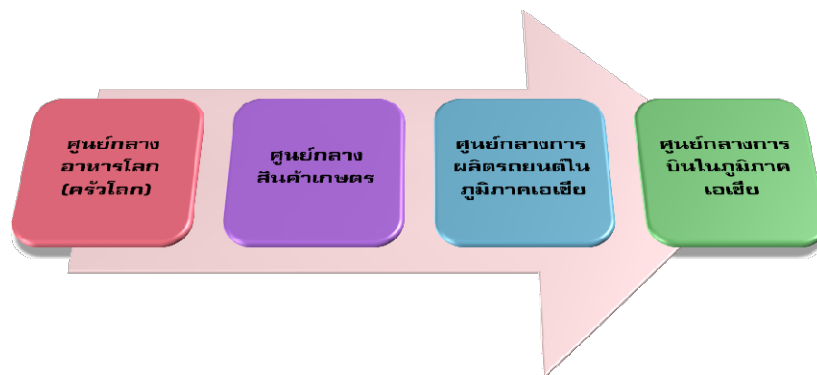 ศูนย์กลาง
อาหารโลก
(ครัวโลก)
ศูนย์กลาง
สินค้าเกษตร
ศูนย์กลางการ
ผลิตรถยนต์ใน
ภูมิภาคเอเชีย
ศูนย์กลางการ
บินในภูมิภาค
เอเชีย